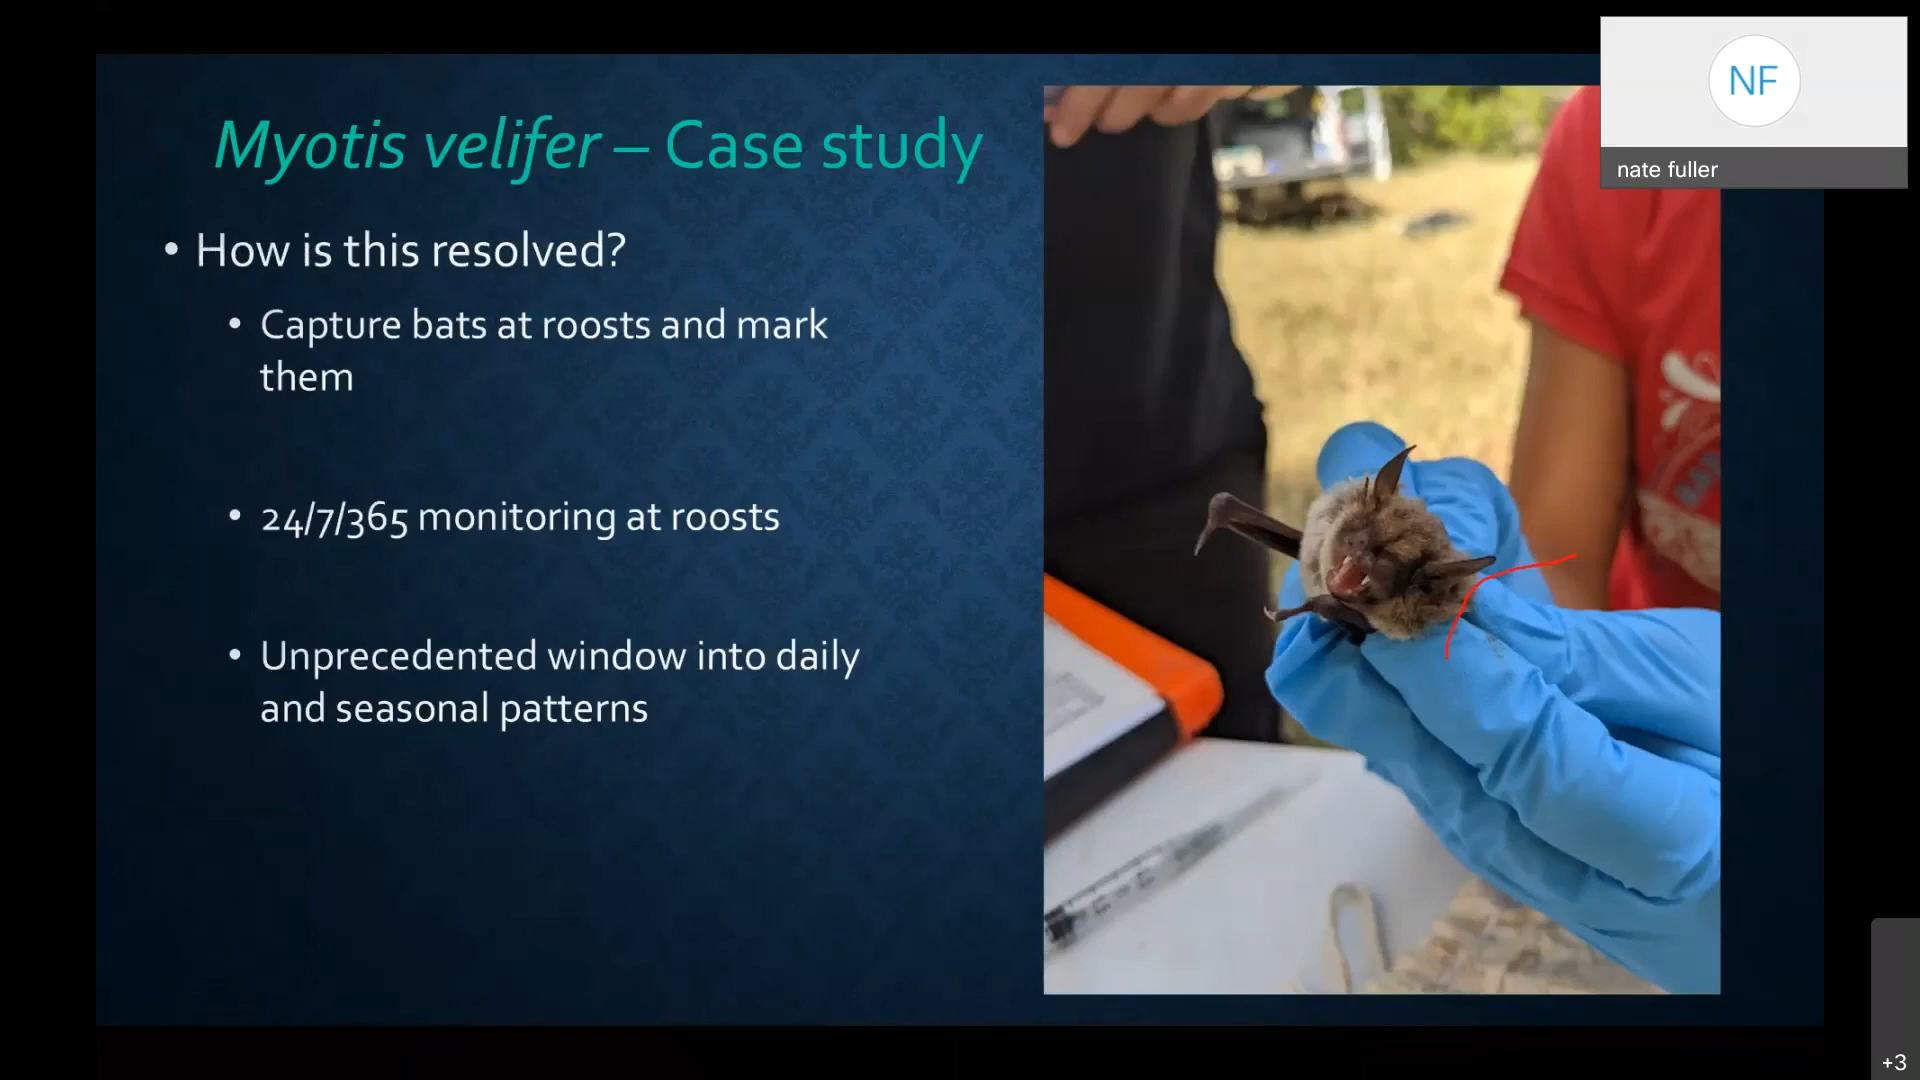 Myotis velifer – Case study
• How is this resolved?
• Capture bats at roosts and mark
them
• 24/7/365 monitoring at roosts
• Unprecedented window into daily
and seasonal patterns
NF
nate fuller
+3